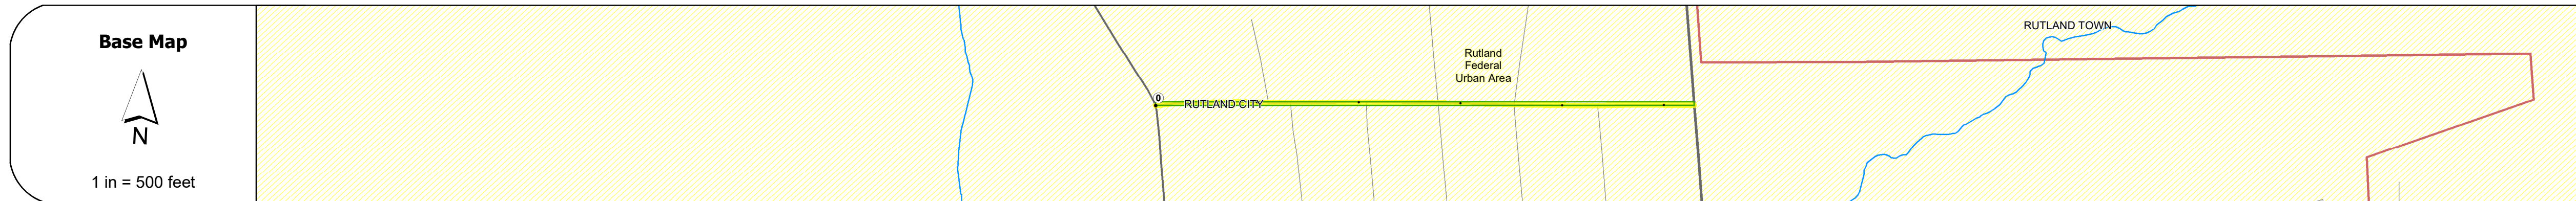 Base Map
N
1 in = 500 feet
0
RUTLAND CITY
Rutland
Federal
Urban Area
RUTLAND TOWN